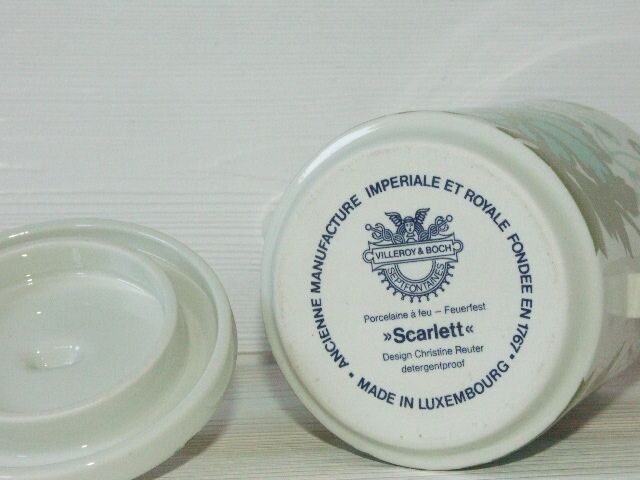 • ANCIENNE MANUFACTURE IMPERIALE ET ROYALE FONDEE EN 1767 •
VILLEROY & BOCH
SEPTFONTAINES
Porcelaine à feu – Feuerfest
»Scarlett«
Design Christine Reuter
detergentproof
MADE IN LUXEMBOURG